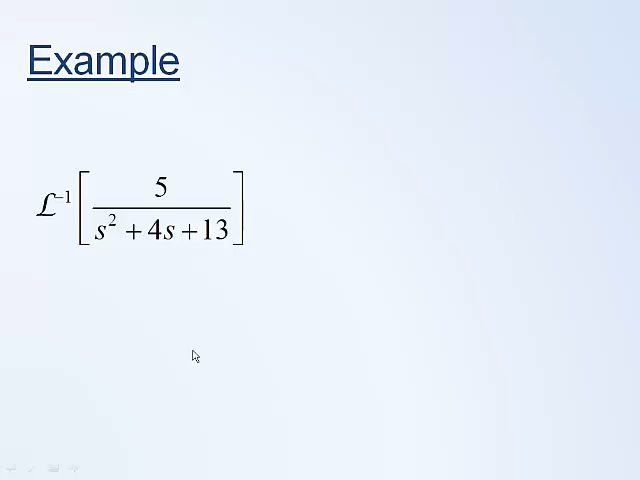 Example
ℒ⁻¹[5/(s² + 4s + 13)]